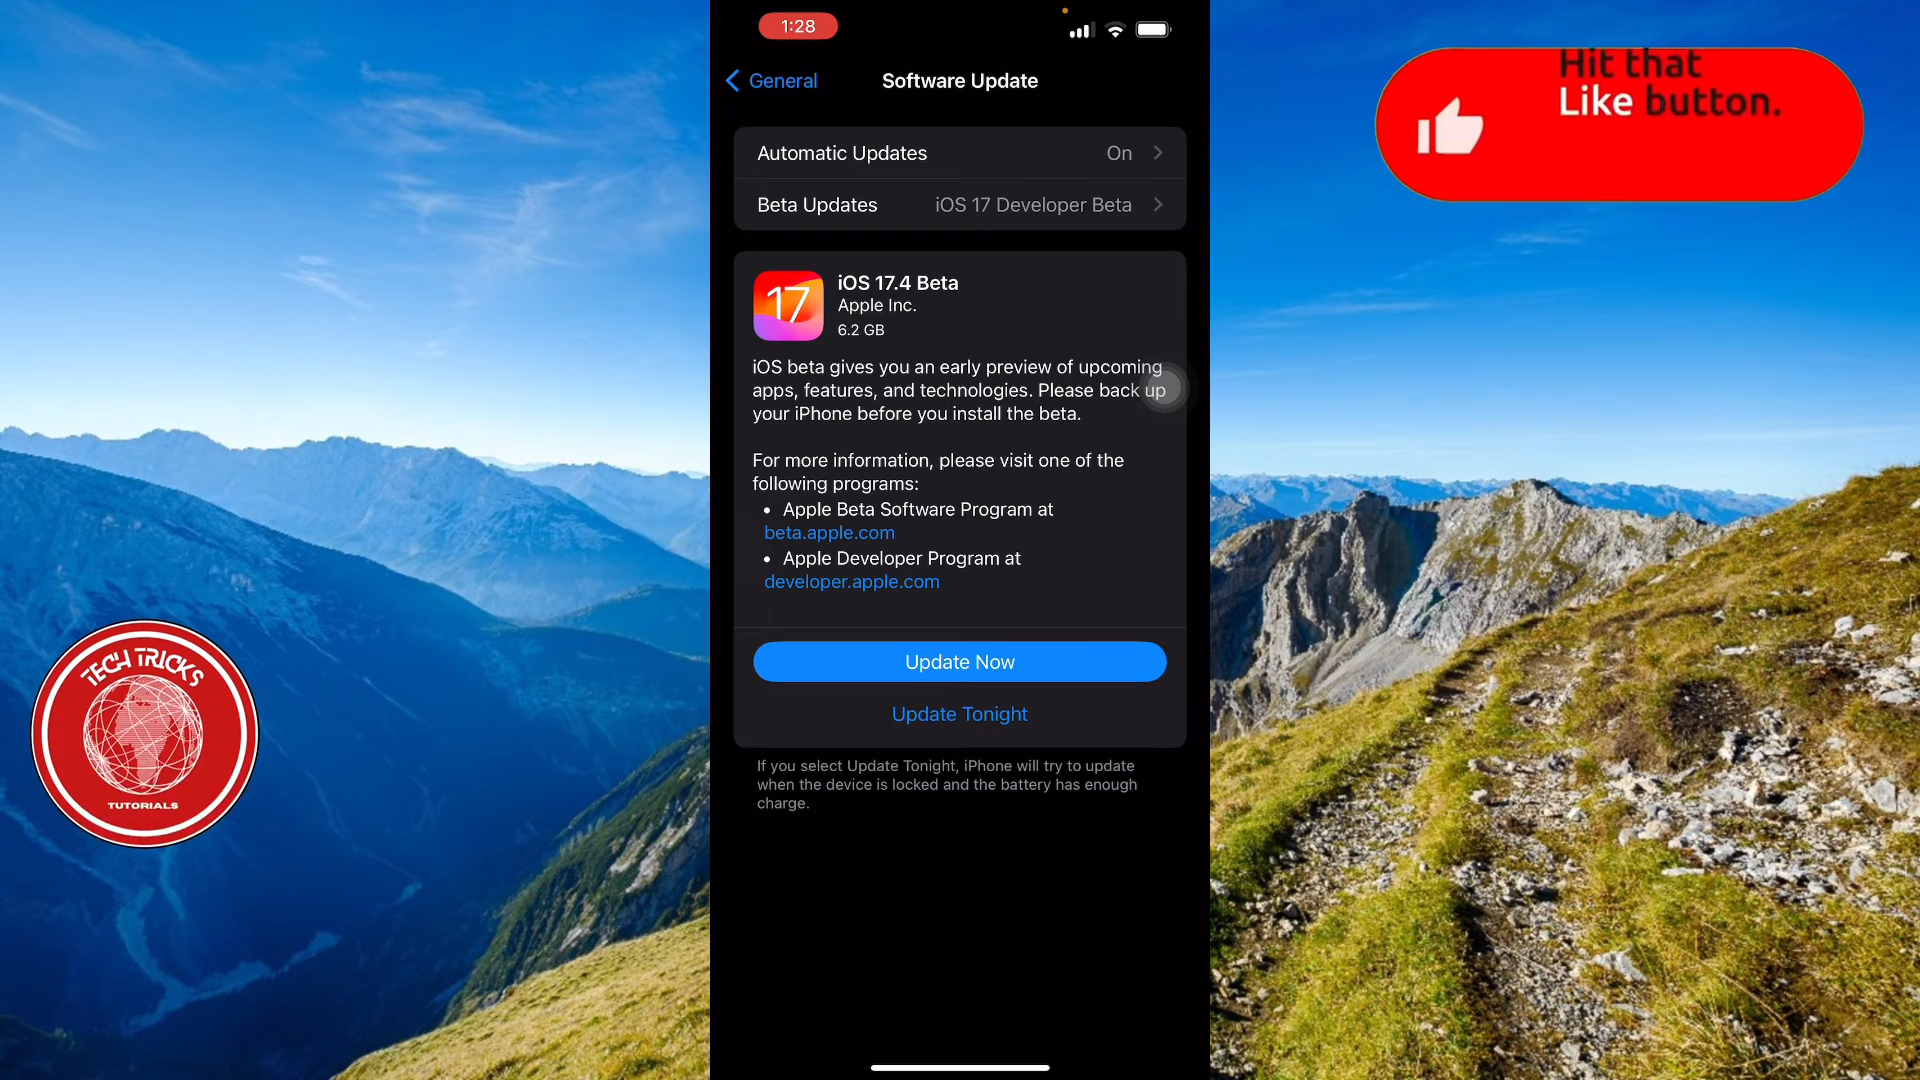 1:28
General
Software Update
Automatic Updates On
Beta Updates iOS 17 Developer Beta
17
iOS 17.4 Beta
Apple Inc.
6.2 GB
iOS beta gives you an early preview of upcoming
apps, features, and technologies. Please back up
your iPhone before you install the beta.
For more information, please visit one of the
following programs:
• Apple Beta Software Program at
beta.apple.com
• Apple Developer Program at
developer.apple.com
Update Now
Update Tonight
If you select Update Tonight, iPhone will try to update
when the device is locked and the battery has enough
charge.
Hit that
Like button.
TECH TRICKS
TUTORIALS